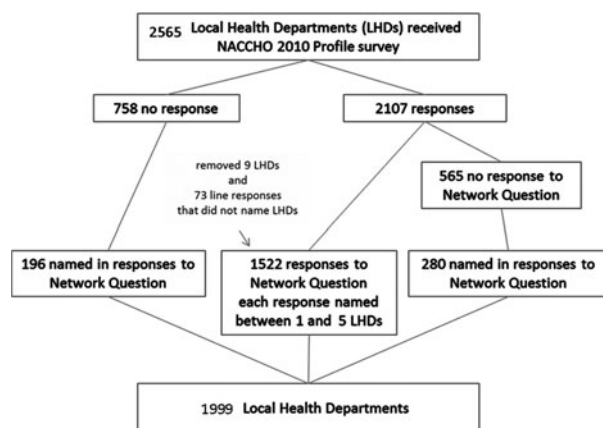 2565 Local Health Departments (LHDs) received
NACCHO 2010 Profile survey
758 no response
2107 responses
removed 9 LHDs
and
73 line responses
that did not name LHDs
565 no response to
Network Question
196 named in responses to
Network Question
1522 responses to
Network Question
each response named
between 1 and 5 LHDs
280 named in responses to
Network Question
1999 Local Health Departments